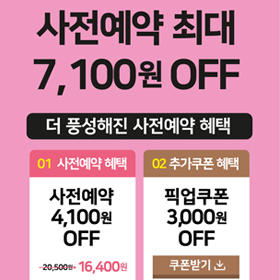 사전예약 최대
7,100원 OFF
더 풍성해진 사전예약 혜택
01 사전예약 혜택
사전예약
4,100원
OFF
20,500원 16,400원
02 추가쿠폰 혜택
픽업쿠폰
3,000원
OFF
쿠폰받기